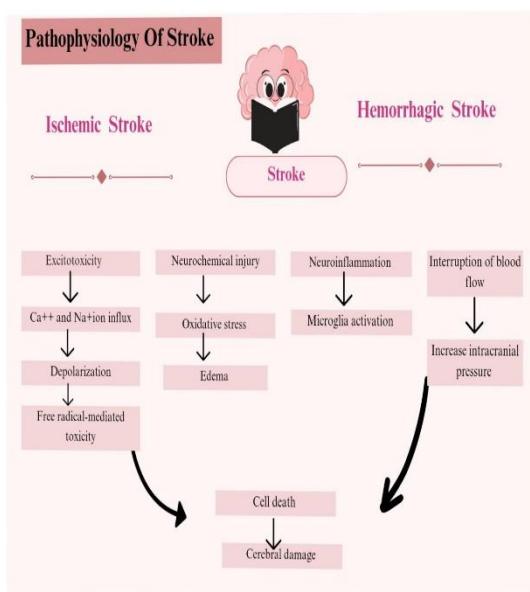 Pathophysiology Of Stroke
Ischemic Stroke
Hemorrhagic Stroke
Stroke
Excitotoxicity
Ca++ and Na+ion influx
Depolarization
Free radical-mediated
toxicity
Neurochemical injury
Oxidative stress
Edema
Neuroinflammation
Microglia activation
Interruption of blood
flow
Increase intracranial
pressure
Cell death
Cerebral damage